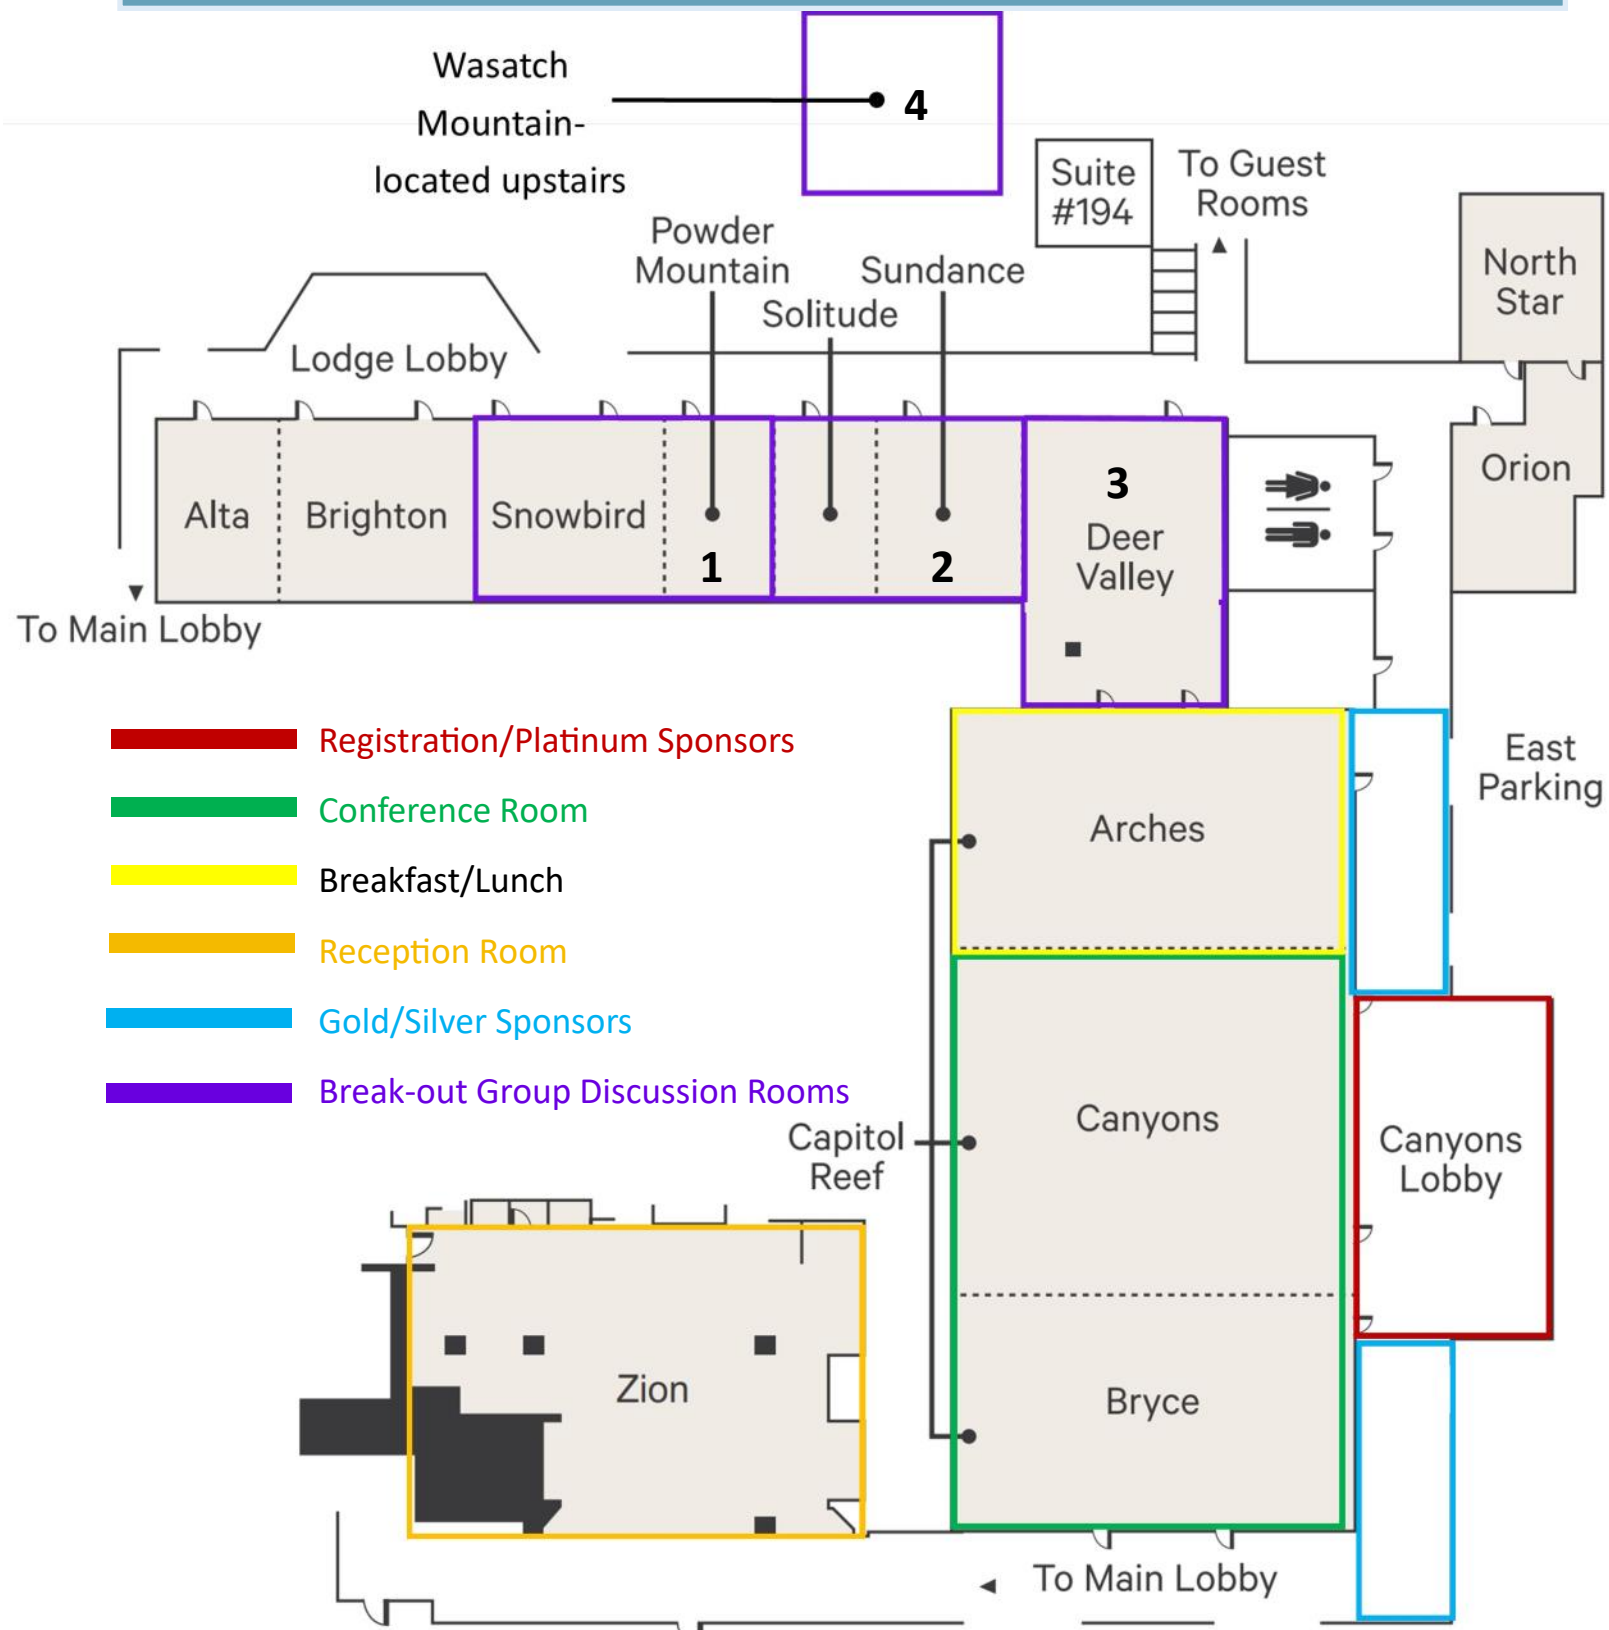 Wasatch
Mountain-
located upstairs
4
Suite
#194
To Guest
Rooms
Powder
Mountain
Solitude
Sundance
North
Star
Lodge Lobby
Alta
Brighton
Snowbird
1
2
3
Deer
Valley
Orion
To Main Lobby
Registration/Platinum Sponsors
Conference Room
Breakfast/Lunch
Reception Room
Gold/Silver Sponsors
Break-out Group Discussion Rooms
Arches
East
Parking
Canyons
Capitol
Reef
Canyons
Lobby
Zion
Bryce
To Main Lobby